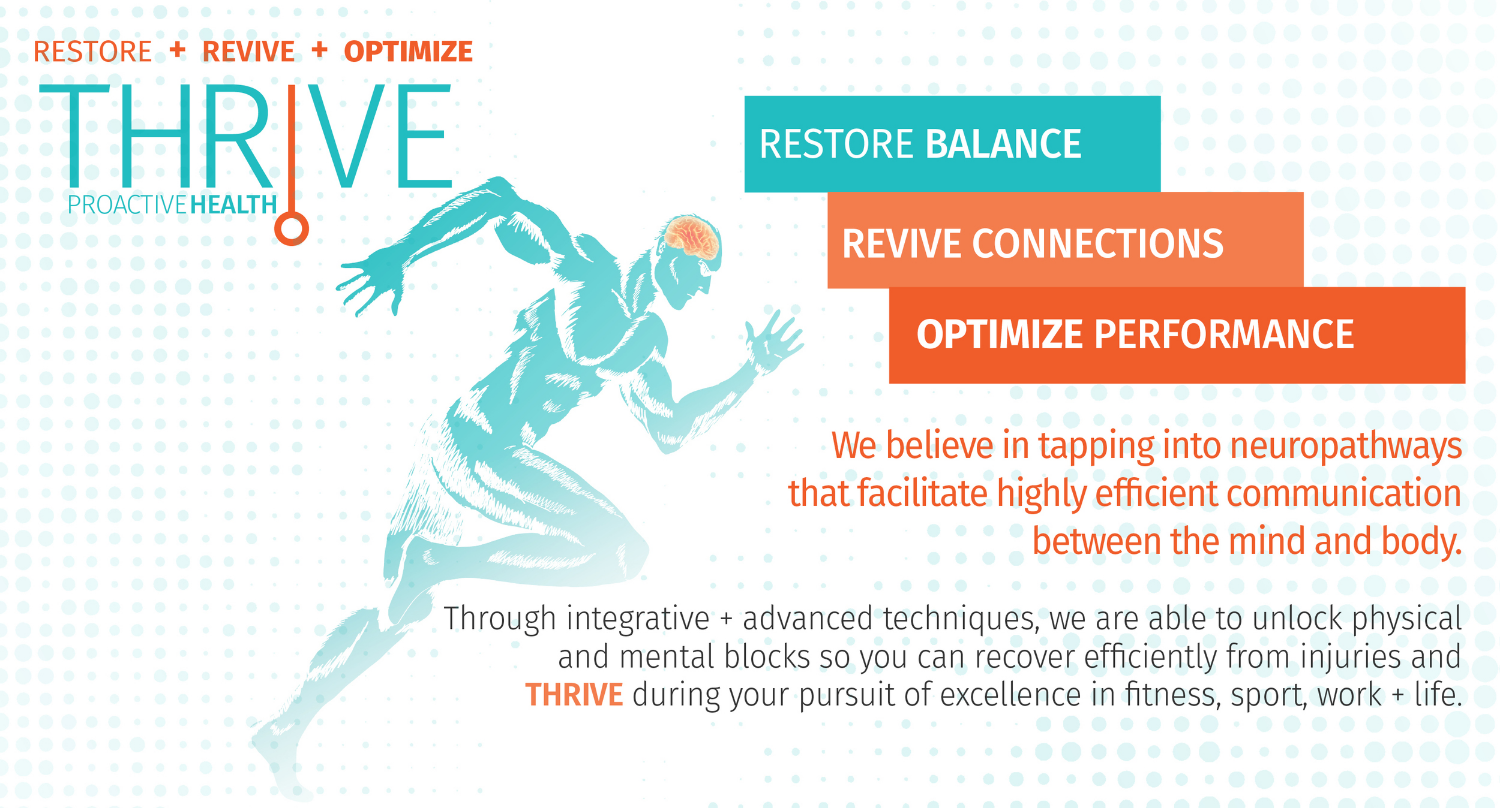 RESTORE + REVIVE + OPTIMIZE
THRIVE
PROACTIVEHEALTH
RESTORE BALANCE
REVIVE CONNECTIONS
OPTIMIZE PERFORMANCE
We believe in tapping into neuropathways
that facilitate highly efficient communication
between the mind and body.
Through integrative + advanced techniques, we are able to unlock physical
and mental blocks so you can recover efficiently from injuries and
THRIVE during your pursuit of excellence in fitness, sport, work + life.